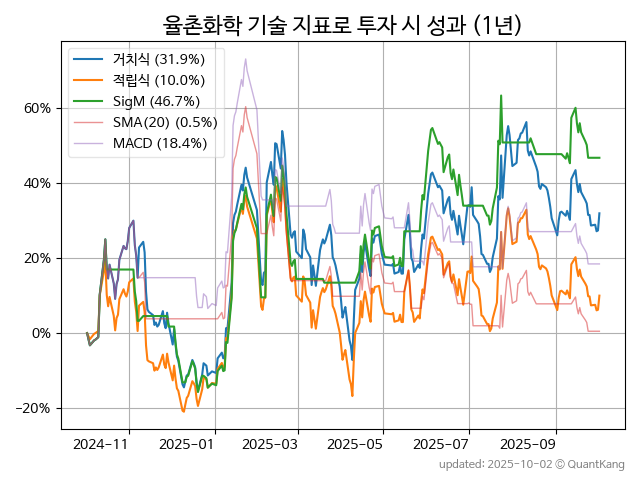 율촌화학 기술 지표로 투자 시 성과 (1년)
거치식 (31.9%)
적립식 (10.0%)
SigM (46.7%)
SMA(20) (0.5%)
MACD (18.4%)
60%
40%
20%
0%
−20%
2024-11
2025-01
2025-03
2025-05
2025-07
2025-09
updated: 2025-10-02 © QuantKang